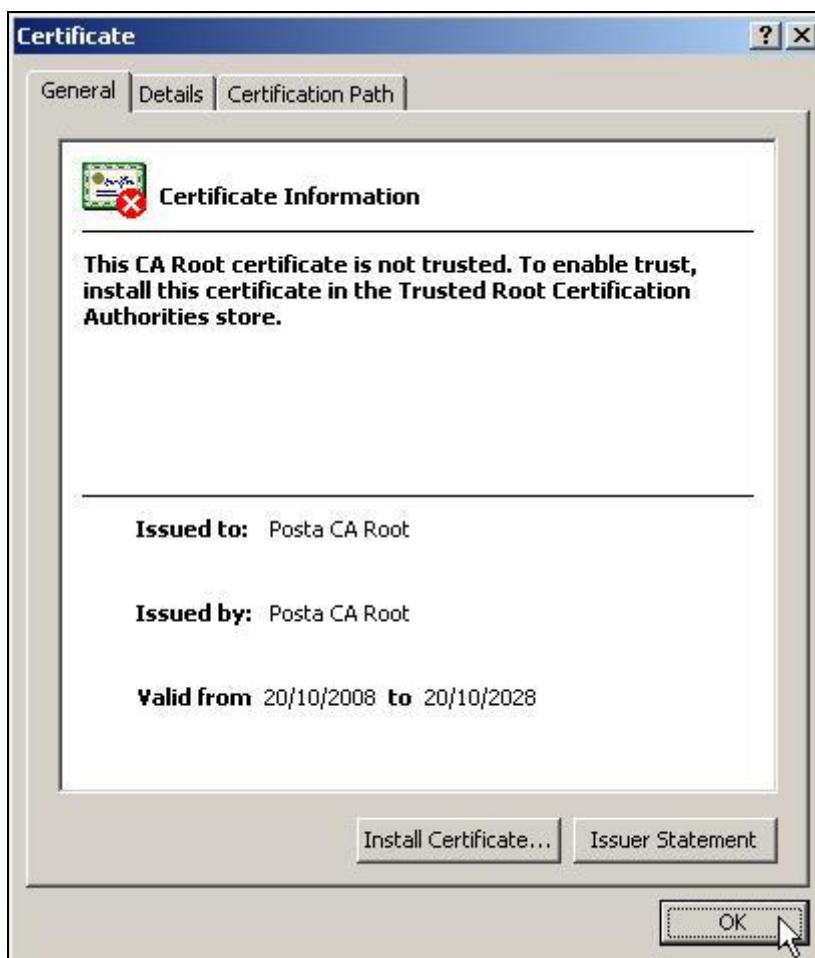 Certificate
General Details Certification Path
Certificate Information
This CA Root certificate is not trusted. To enable trust,
install this certificate in the Trusted Root Certification
Authorities store.
Issued to: Posta CA Root
Issued by: Posta CA Root
Valid from 20/10/2008 to 20/10/2028
Install Certificate... Issuer Statement
OK